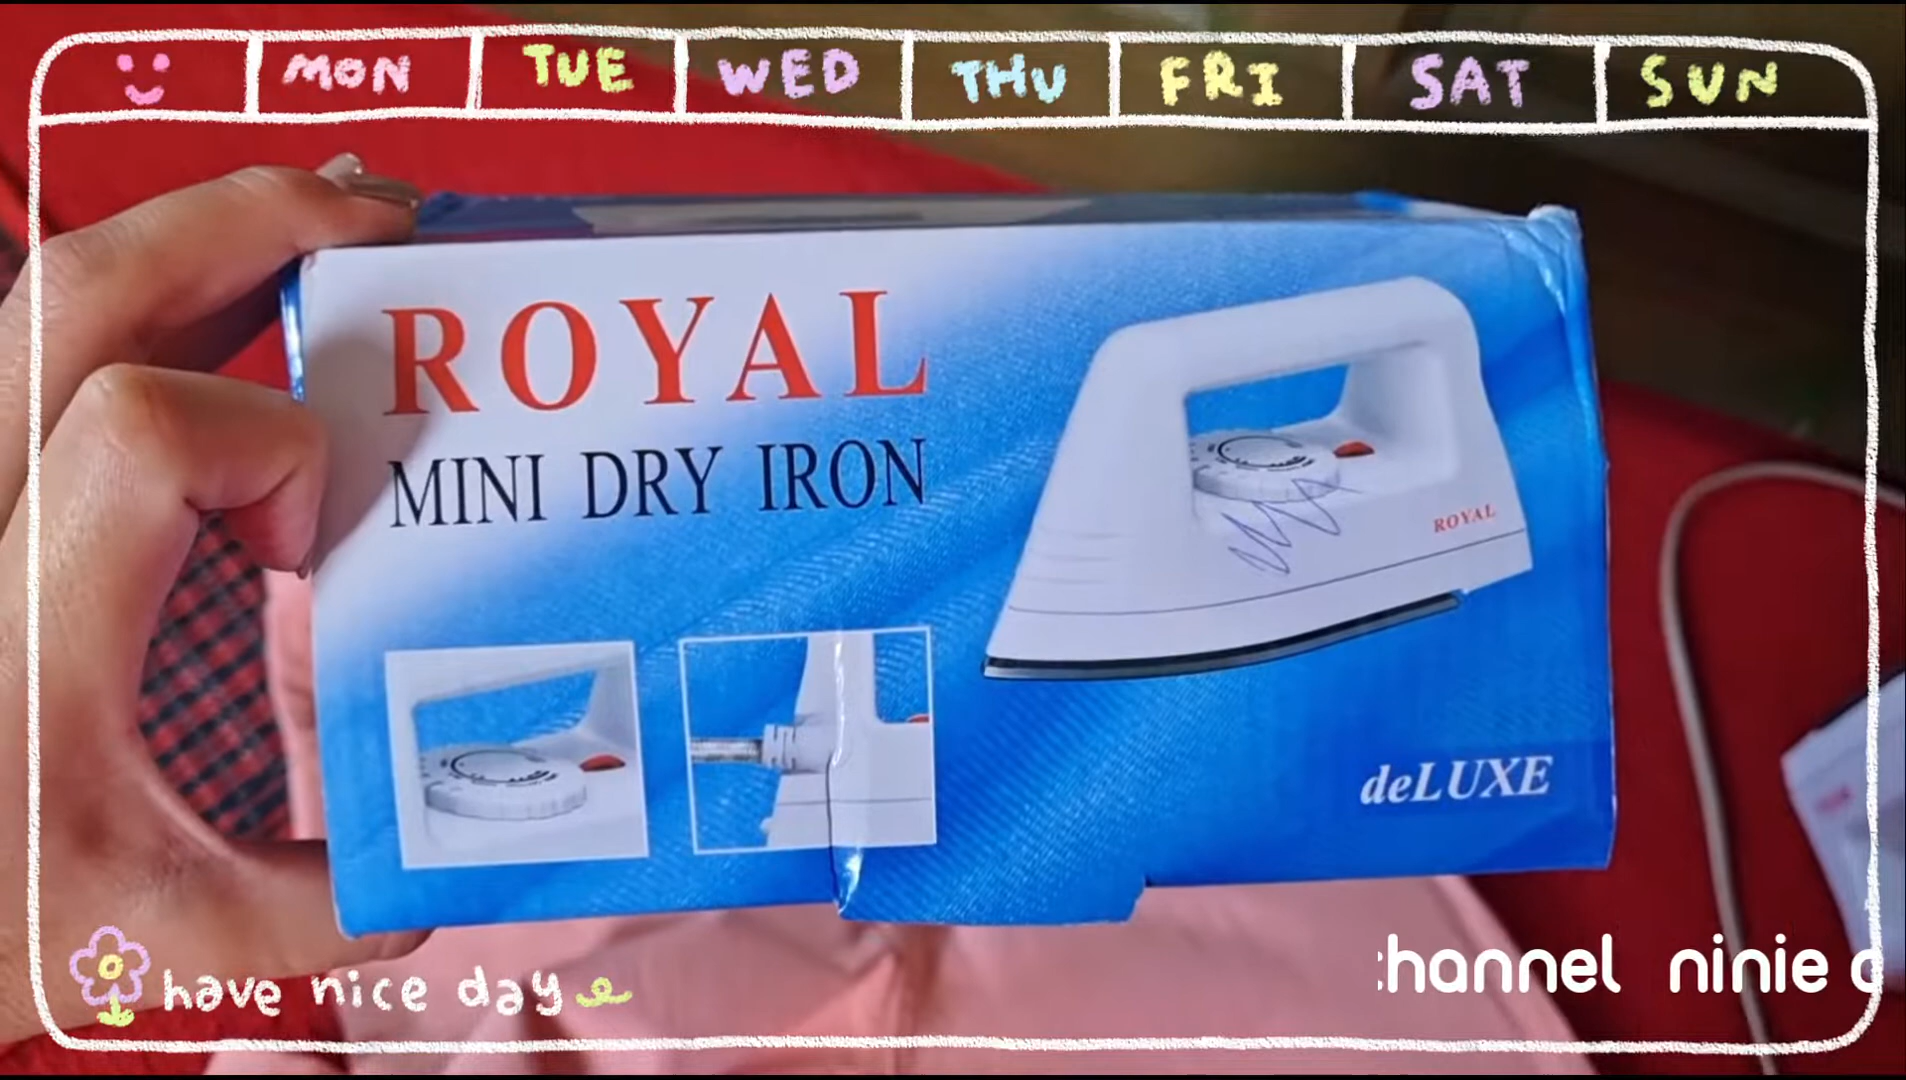 MON TUE WED THU FRI SAT SUN
ROYAL
MINI DRY IRON
ROYAL
deLUXE
have nice day
hannel ninie